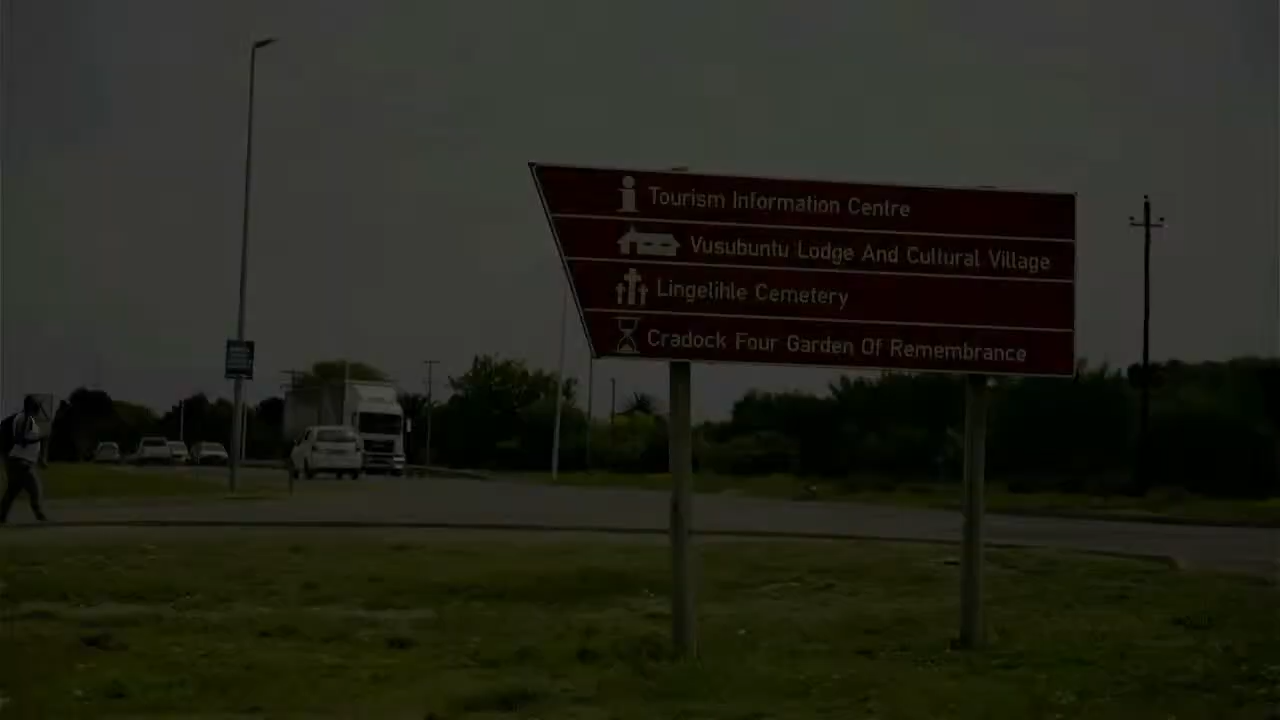 Tourism Information Centre
Vusubuntu Lodge And Cultural Village
Lingelihle Cemetery
Cradock Four Garden Of Remembrance